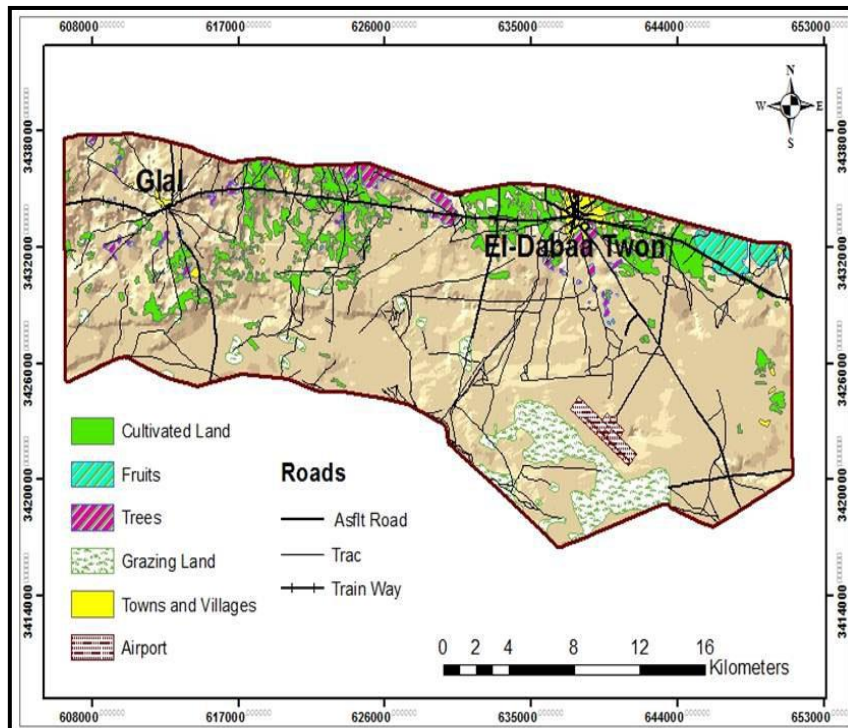 608000 617000 626000 635000 644000 653000
N
W E
S
3438000 3438000
Glal
El-Dabaa Twon
3432000 3432000
3426000 3426000
Cultivated Land
Fruits
Roads
3420000 3420000
Trees
Asflt Road
Grazing Land
Trac
Towns and Villages
Train Way
3414000 3414000
Airport
0 2 4 8 12 16
Kilometers
608000 617000 626000 635000 644000 653000